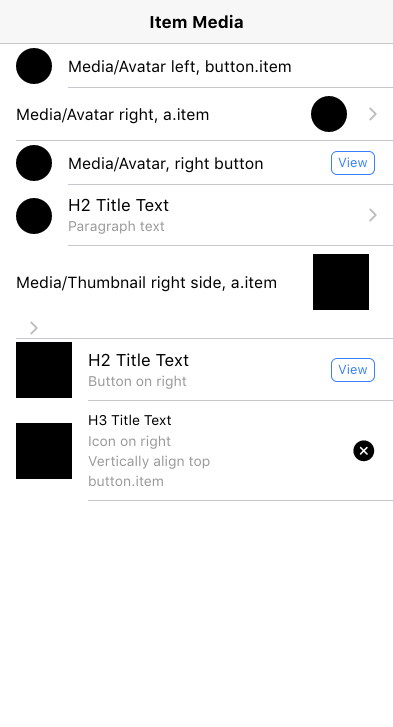 Item Media
Media/Avatar left, button.item
Media/Avatar right, a.item
Media/Avatar, right button
View
H2 Title Text
Paragraph text
Media/Thumbnail right side, a.item
H2 Title Text
Button on right
View
H3 Title Text
Icon on right
Vertically align top
button.item